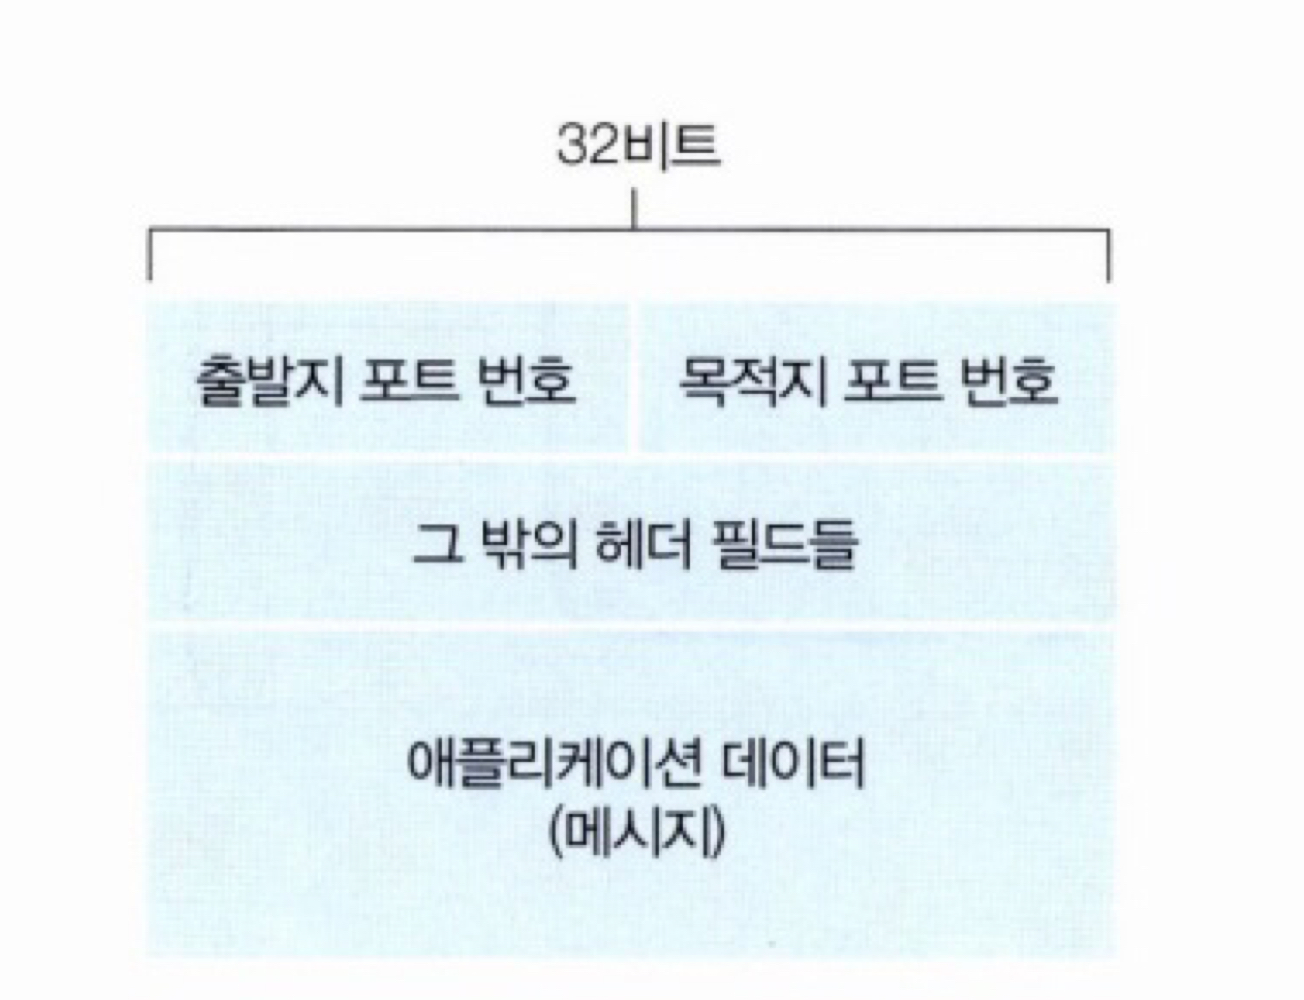 32비트
출발지 포트 번호
목적지 포트 번호
그 밖의 헤더 필드들
애플리케이션 데이터
(메시지)